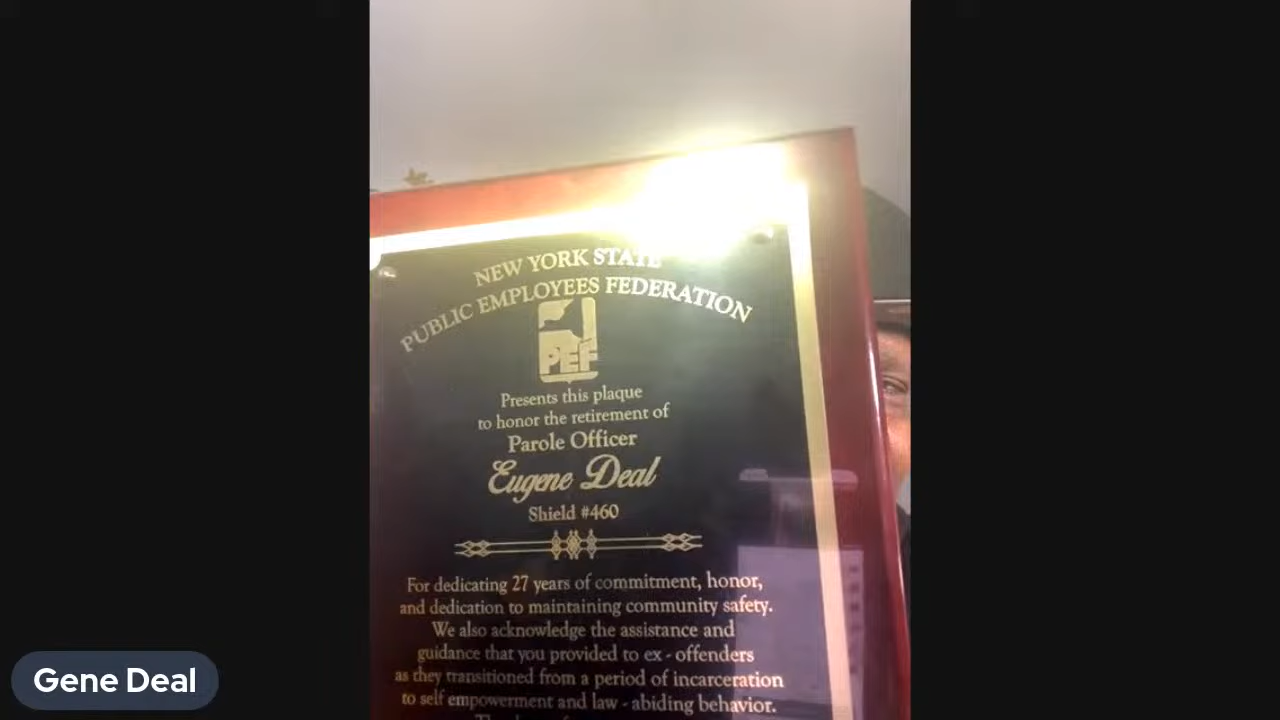 NEW YORK STATE
PUBLIC EMPLOYEES FEDERATION
PEF
Presents this plaque
to honor the retirement of
Parole Officer
Eugene Deal
Shield #460
For dedicating 27 years of commitment, honor,
and dedication to maintaining community safety.
We also acknowledge the assistance and
guidance that you provided to ex - offenders
as they transitioned from a period of incarceration
to self empowerment and law - abiding behavior.
Gene Deal